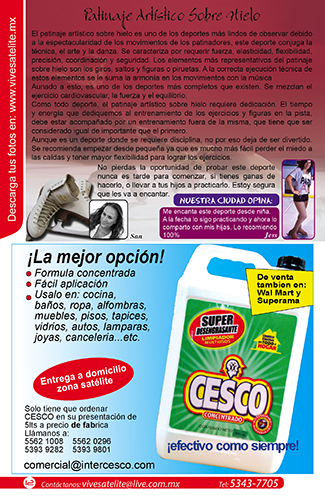 Patinaje Artístico Sobre Hielo
El patinaje artístico sobre hielo es uno de los deportes más lindos de observar debido
a la espectacularidad de los movimientos de los patinadores, este deporte conjuga la
técnica, el arte y la danza. Se caracteriza por requerir fuerza, elasticidad, flexibilidad,
precisión, coordinación y seguridad. Los elementos más representativos del patinaje
sobre hielo son los giros, saltos y figuras o piruetas. A la correcta ejecución técnica de
estos elementos se le suma la armonía en los movimientos con la música .
Aunado a esto, es uno de los deportes más completos que existen. Se mezclan el
ejercicio cardiovascular, la fuerza y el equilibrio.
Como todo deporte, el patinaje artístico sobre hielo requiere dedicación. El tiempo
y energía que dediquemos al entrenamiento de los ejercicios y figuras en la pista,
debe estar acompañado por un entrenamiento fuera de la misma, que tiene que ser
considerado igual de importante que el primero.
Aunque es un deporte donde se requiere disciplina, no por eso deja de ser divertido.
Se recomienda empezar desde pequeña ya que es mucho más fácil perder el miedo a
las caídas y tener mayor flexibilidad para lograr los ejercicios.
No pierdas la oportunidad de probar este deporte
nunca es tarde para comenzar, si tienes ganas de
hacerlo, o llevar a tus hijos a practicarlo. Estoy segura
que les va a encantar.
San
NUESTRA CIUDAD OPINA:
Me encanta este deporte desde niña.
A la fecha lo sigo practicando y ahora lo
comparto con mis hijos. Lo recomiendo
100%
Jess
Descarga tus fotos en: www.vivesatelite.mx
¡La mejor opción!
Formula concentrada
Fácil aplicación
Usalo en: cocina,
baños, ropa, alfombras,
muebles, pisos, tapices,
vidrios, autos, lamparas,
joyas, canceleria...etc.
De venta
tambien en:
Wal Mart y
Superama
SUPER
DESENGRASANTE
LIMPIADOR
MULTIUSOS
HOGAR
CESCO
CONCENTRADO
Entrega a domicilio
zona satélite
Solo tiene que ordenar
CESCO en su presentación de
5lts a precio de fabrica
Llámanos a:
5562 1008 5562 0296
5393 9282 5393 9801
comercial@intercesco.com
¡efectivo como siempre!
Contáctanos: vivesatelite@live.com.mx
Tel: 5343-7705